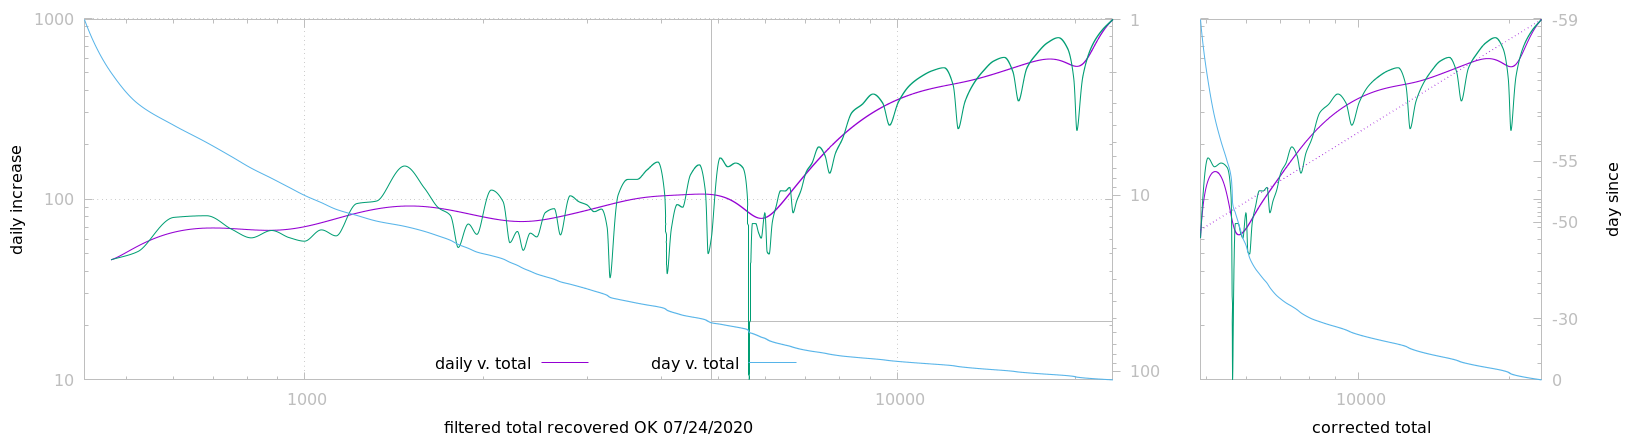 1000
100
10
daily increase
1000
10000
filtered total recovered OK 07/24/2020
daily v. total
day v. total
1
10
100
10000
corrected total
-59
-55
-50
-30
0
day since